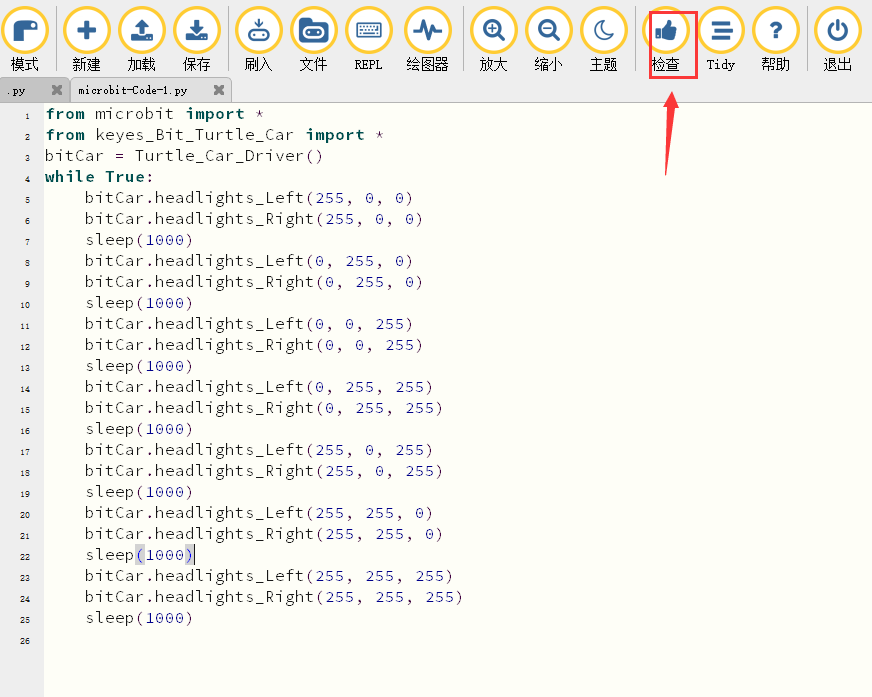 模式 新建 加载 保存 刷入 文件 REPL 绘图器 放大 缩小 主题 检查 Tidy 帮助 退出
.py microbit-Code-1.py
1 from microbit import *
2 from keyes_Bit_Turtle_Car import *
3 bitCar = Turtle_Car_Driver()
4 while True:
5 bitCar.headlights_Left(255, 0, 0)
6 bitCar.headlights_Right(255, 0, 0)
7 sleep(1000)
8 bitCar.headlights_Left(0, 255, 0)
9 bitCar.headlights_Right(0, 255, 0)
10 sleep(1000)
11 bitCar.headlights_Left(0, 0, 255)
12 bitCar.headlights_Right(0, 0, 255)
13 sleep(1000)
14 bitCar.headlights_Left(0, 255, 255)
15 bitCar.headlights_Right(0, 255, 255)
16 sleep(1000)
17 bitCar.headlights_Left(255, 0, 255)
18 bitCar.headlights_Right(255, 0, 255)
19 sleep(1000)
20 bitCar.headlights_Left(255, 255, 0)
21 bitCar.headlights_Right(255, 255, 0)
22 sleep(1000)
23 bitCar.headlights_Left(255, 255, 255)
24 bitCar.headlights_Right(255, 255, 255)
25 sleep(1000)
26